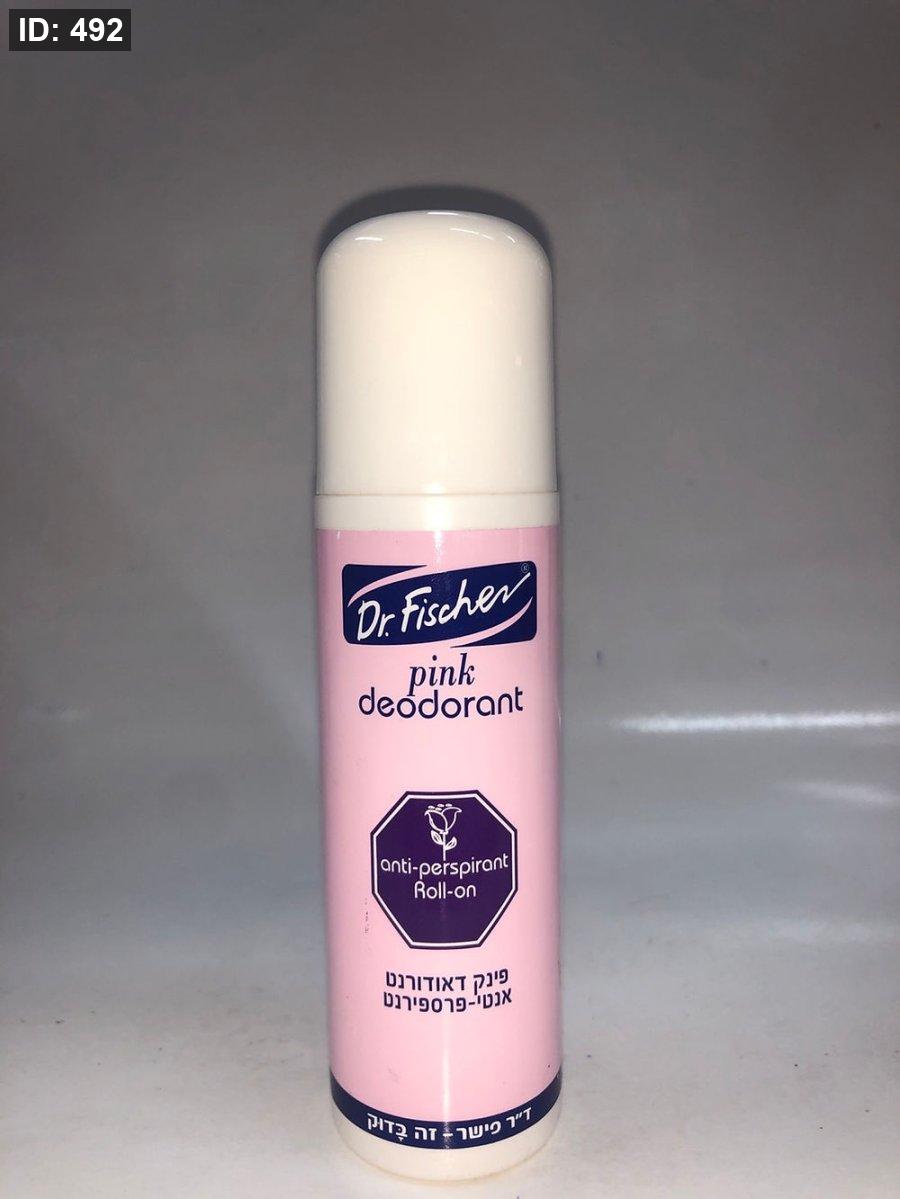 ID: 492
Dr. Fischer®
pink
deodorant
anti-perspirant
Roll-on
פינק דאודורנט
אנטי-פרספירנט
ד״ר פישר - זה בָּדוּק